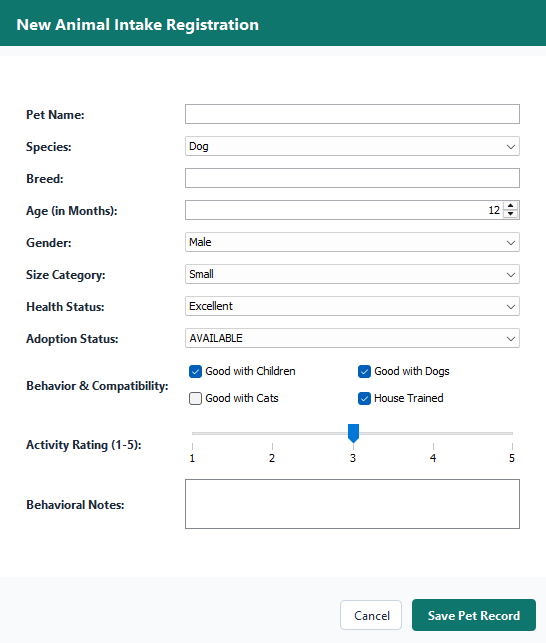 New Animal Intake Registration
Pet Name:
Species: Dog
Breed:
Age (in Months): 12
Gender: Male
Size Category: Small
Health Status: Excellent
Adoption Status: AVAILABLE
Good with Children Good with Dogs
Behavior & Compatibility:
Good with Cats House Trained
Activity Rating (1-5):
1 2 3 4 5
Behavioral Notes:
Cancel Save Pet Record